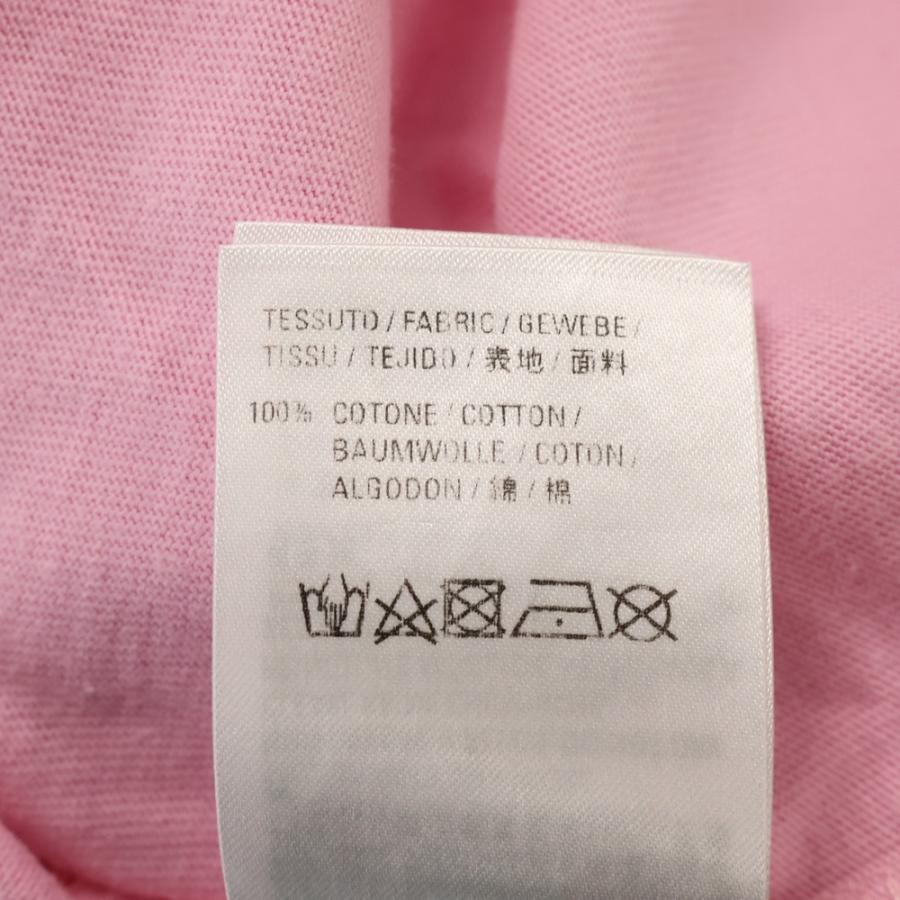 TESSUTO / FABRIC / GEWEBE /
TISSU / TEJIDO / 表地 / 面料
100% COTONE / COTTON /
BAUMWOLLE / COTON /
ALGODON / 綿 / 棉